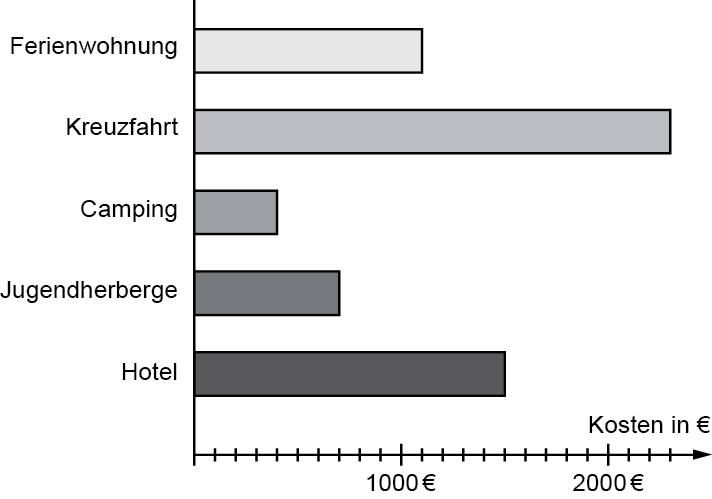 Ferienwohnung
Kreuzfahrt
Camping
Jugendherberge
Hotel
Kosten in €
1000 € 2000 €